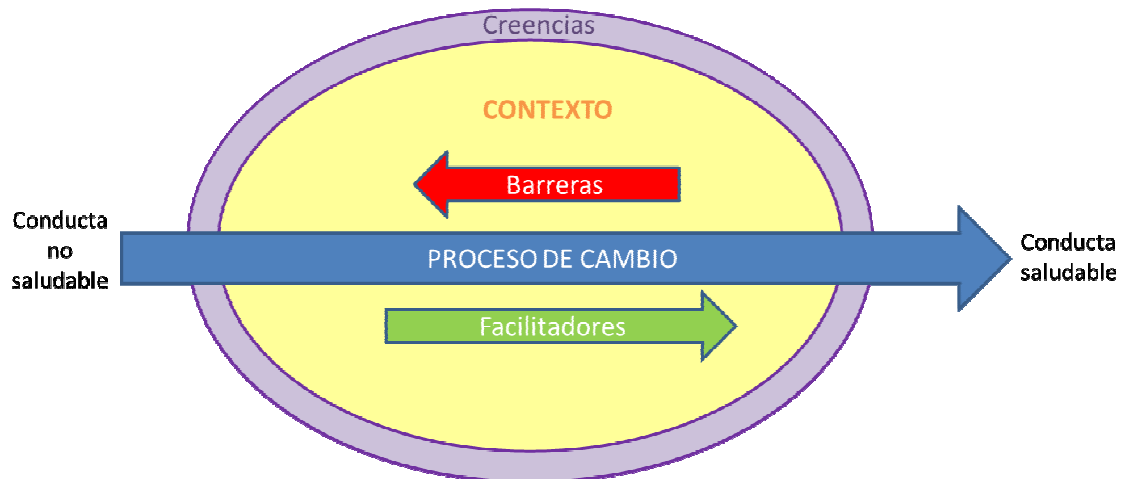 Creencias
CONTEXTO
Barreras
Conducta
no
saludable
PROCESO DE CAMBIO
Conducta
saludable
Facilitadores